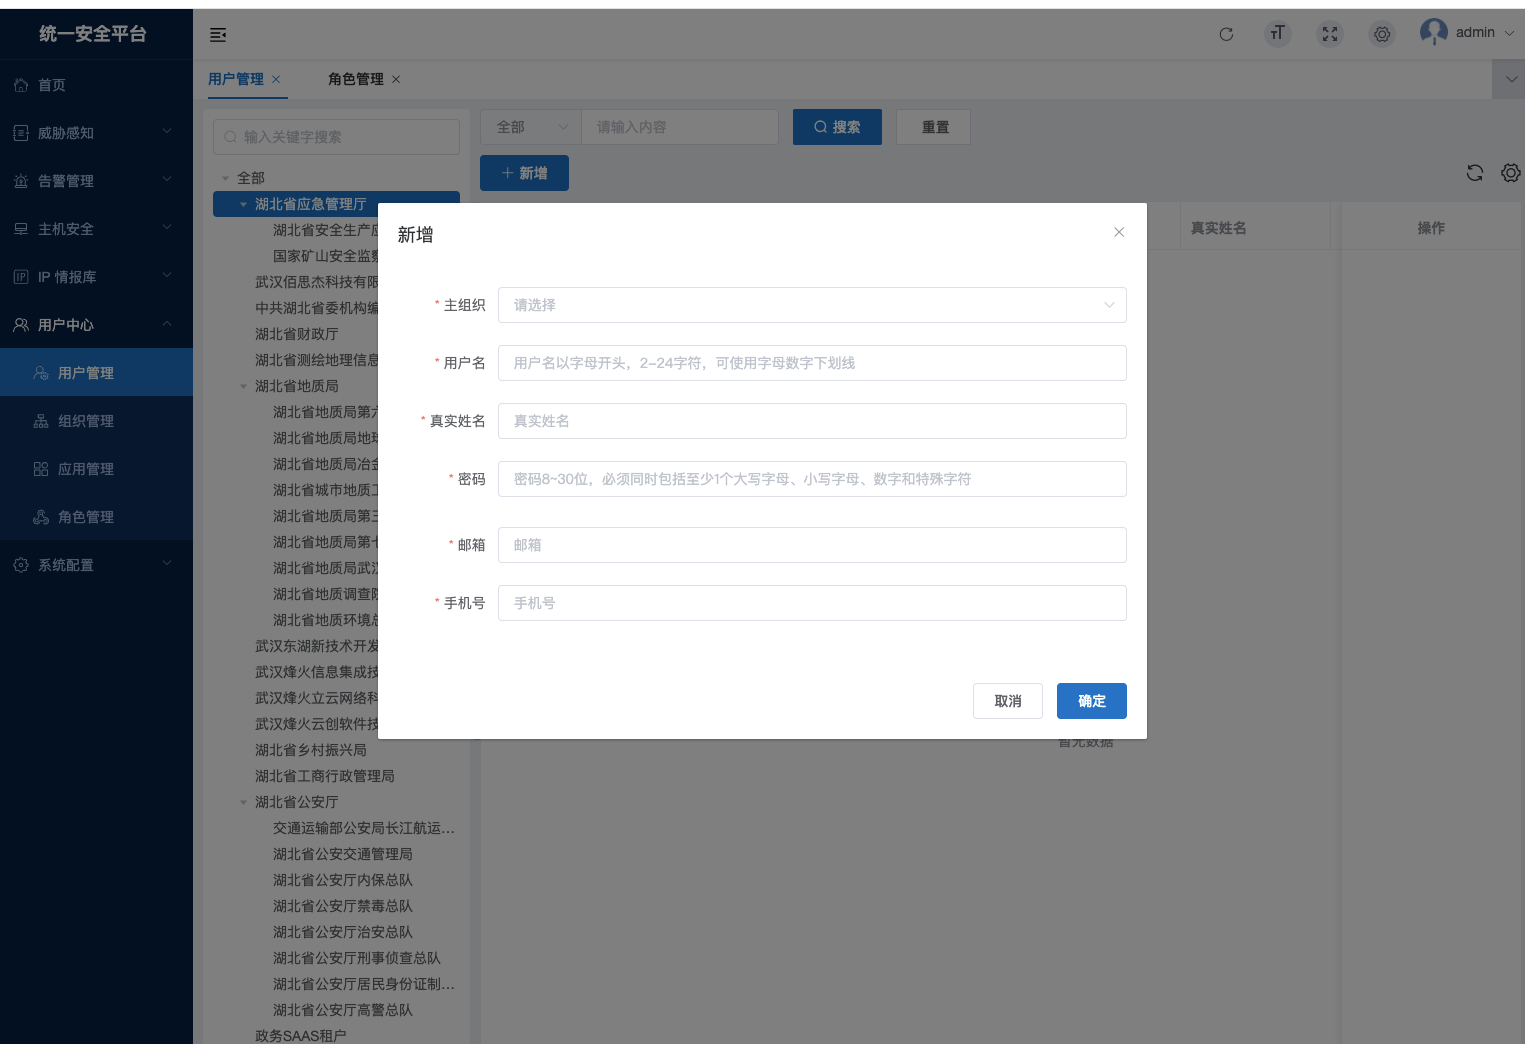 统一安全平台
admin
首页
威胁感知
告警管理
主机安全
IP 情报库
用户中心
用户管理
组织管理
应用管理
角色管理
系统配置
用户管理
角色管理
输入关键字搜索
全部
请输入内容
搜索
重置
新增
全部
湖北省应急管理厅
湖北省安全生产
国家矿山安全监察
武汉佰思杰科技有限
中共湖北省委机构编
湖北省财政厅
湖北省测绘地理信息
湖北省地质局
湖北省地质局第六
湖北省地质局地球
湖北省地质局冶金
湖北省城市地质工
湖北省地质局第三
湖北省地质局第七
湖北省地质局武汉
湖北省地质调查院
湖北省地质环境总
武汉东湖新技术开发
武汉烽火信息集成技
武汉烽火立云网络科
武汉烽火云创软件技
湖北省乡村振兴局
湖北省工商行政管理局
湖北省公安厅
交通运输部公安局长江航运...
湖北省公安交通管理局
湖北省公安厅内保总队
湖北省公安厅禁毒总队
湖北省公安厅治安总队
湖北省公安厅刑事侦查总队
湖北省公安厅居民身份证制...
湖北省公安厅高警总队
政务SAAS租户
真实姓名
操作
暂无数据
新增
* 主组织
请选择
* 用户名
用户名以字母开头，2-24字符，可使用字母数字下划线
* 真实姓名
真实姓名
* 密码
密码8~30位，必须同时包括至少1个大写字母、小写字母、数字和特殊字符
* 邮箱
邮箱
* 手机号
手机号
取消
确定